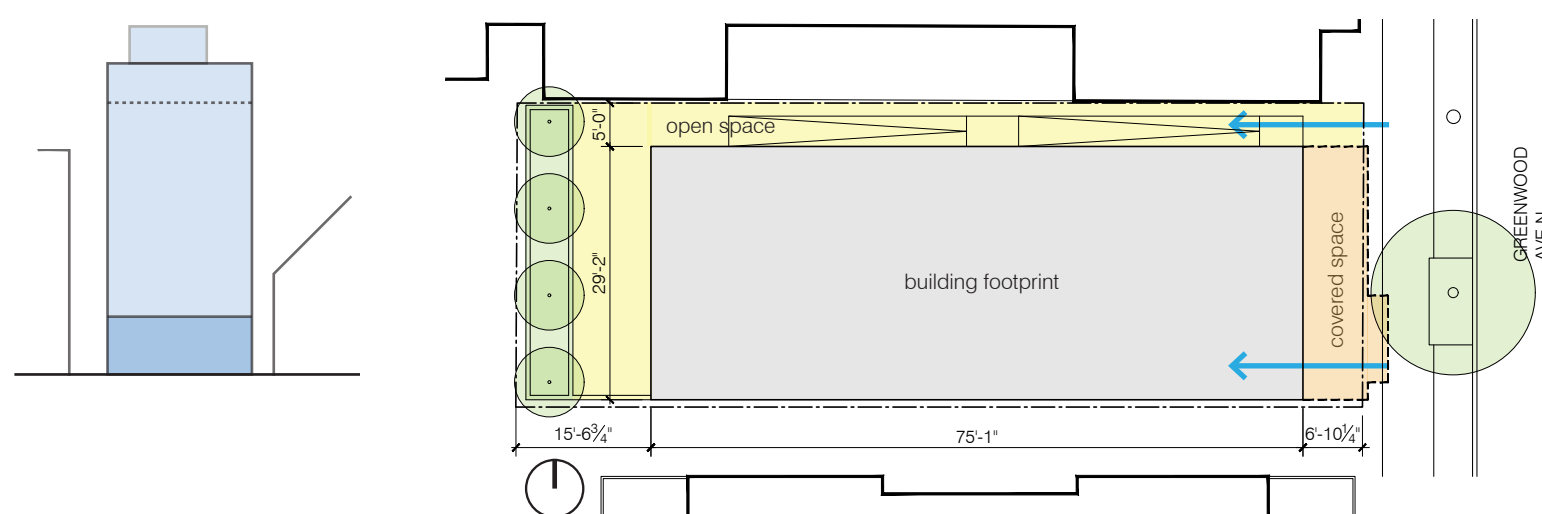 open space
5'-0"
29'-2"
building footprint
covered space
GREENWOOD
AVE N
15'-6¾"
75'-1"
6'-10¼"